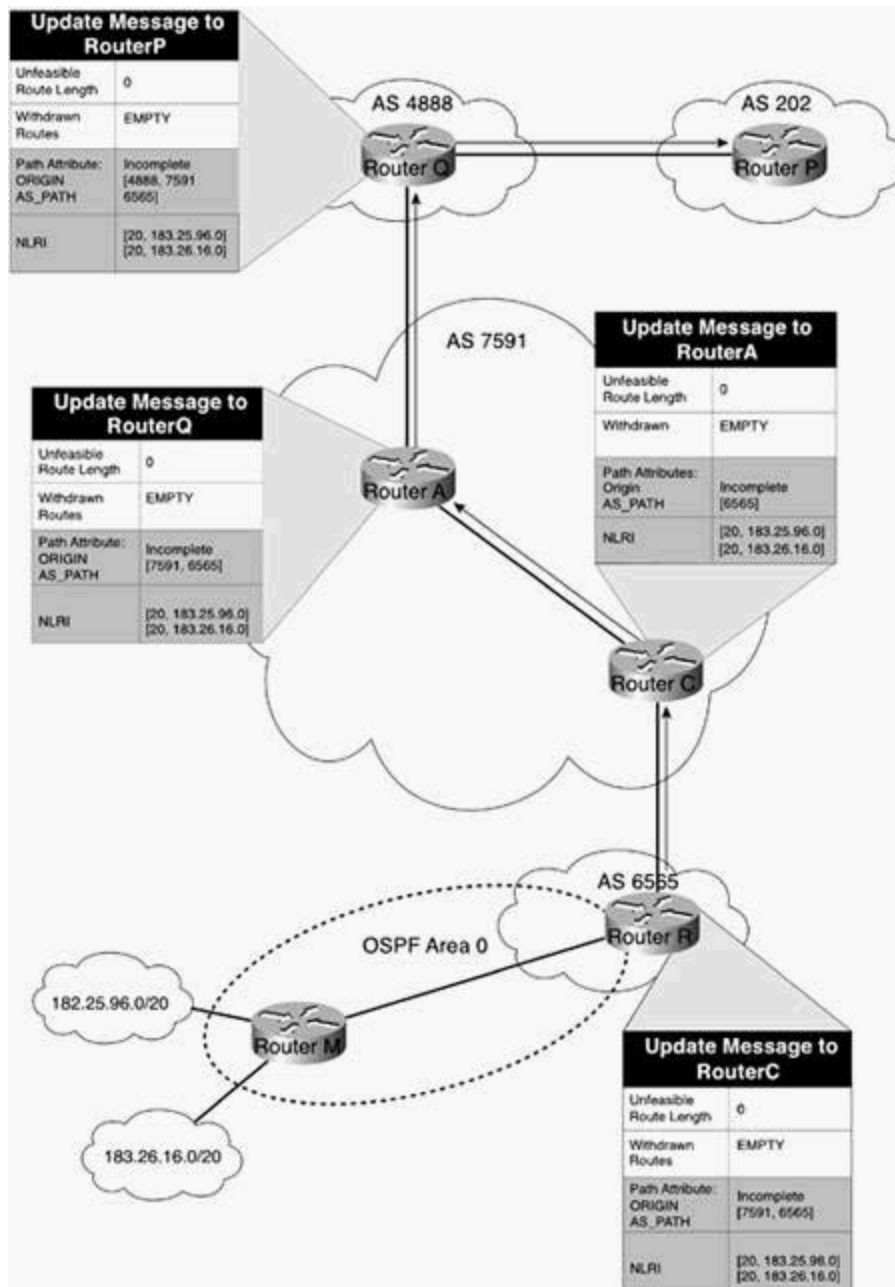 Update Message to
RouterP
Unfeasible
Route Length
0
Withdrawn
Routes
EMPTY
Path Attribute:
ORIGIN
AS_PATH
Incomplete
[4888, 7591
6565]
NLRI
[20, 183.25.96.0]
[20, 183.26.16.0]
AS 4888
Router Q
AS 202
Router P
AS 7591
Update Message to
RouterA
Unfeasible
Route Length
0
Withdrawn
EMPTY
Path Attributes:
Origin
AS_PATH
Incomplete
[6565]
NLRI
[20, 183.25.96.0]
[20, 183.26.16.0]
Update Message to
RouterQ
Unfeasible
Route Length
0
Withdrawn
Routes
EMPTY
Path Attribute:
ORIGIN
AS_PATH
Incomplete
[7591, 6565]
NLRI
[20, 183.25.96.0]
[20, 183.26.16.0]
Router A
Router C
AS 6565
Router R
OSPF Area 0
182.25.96.0/20
Router M
183.26.16.0/20
Update Message to
RouterC
Unfeasible
Route Length
0
Withdrawn
Routes
EMPTY
Path Attribute:
ORIGIN
AS_PATH
Incomplete
[7591, 6565]
NLRI
[20, 183.25.96.0]
[20, 183.26.16.0]